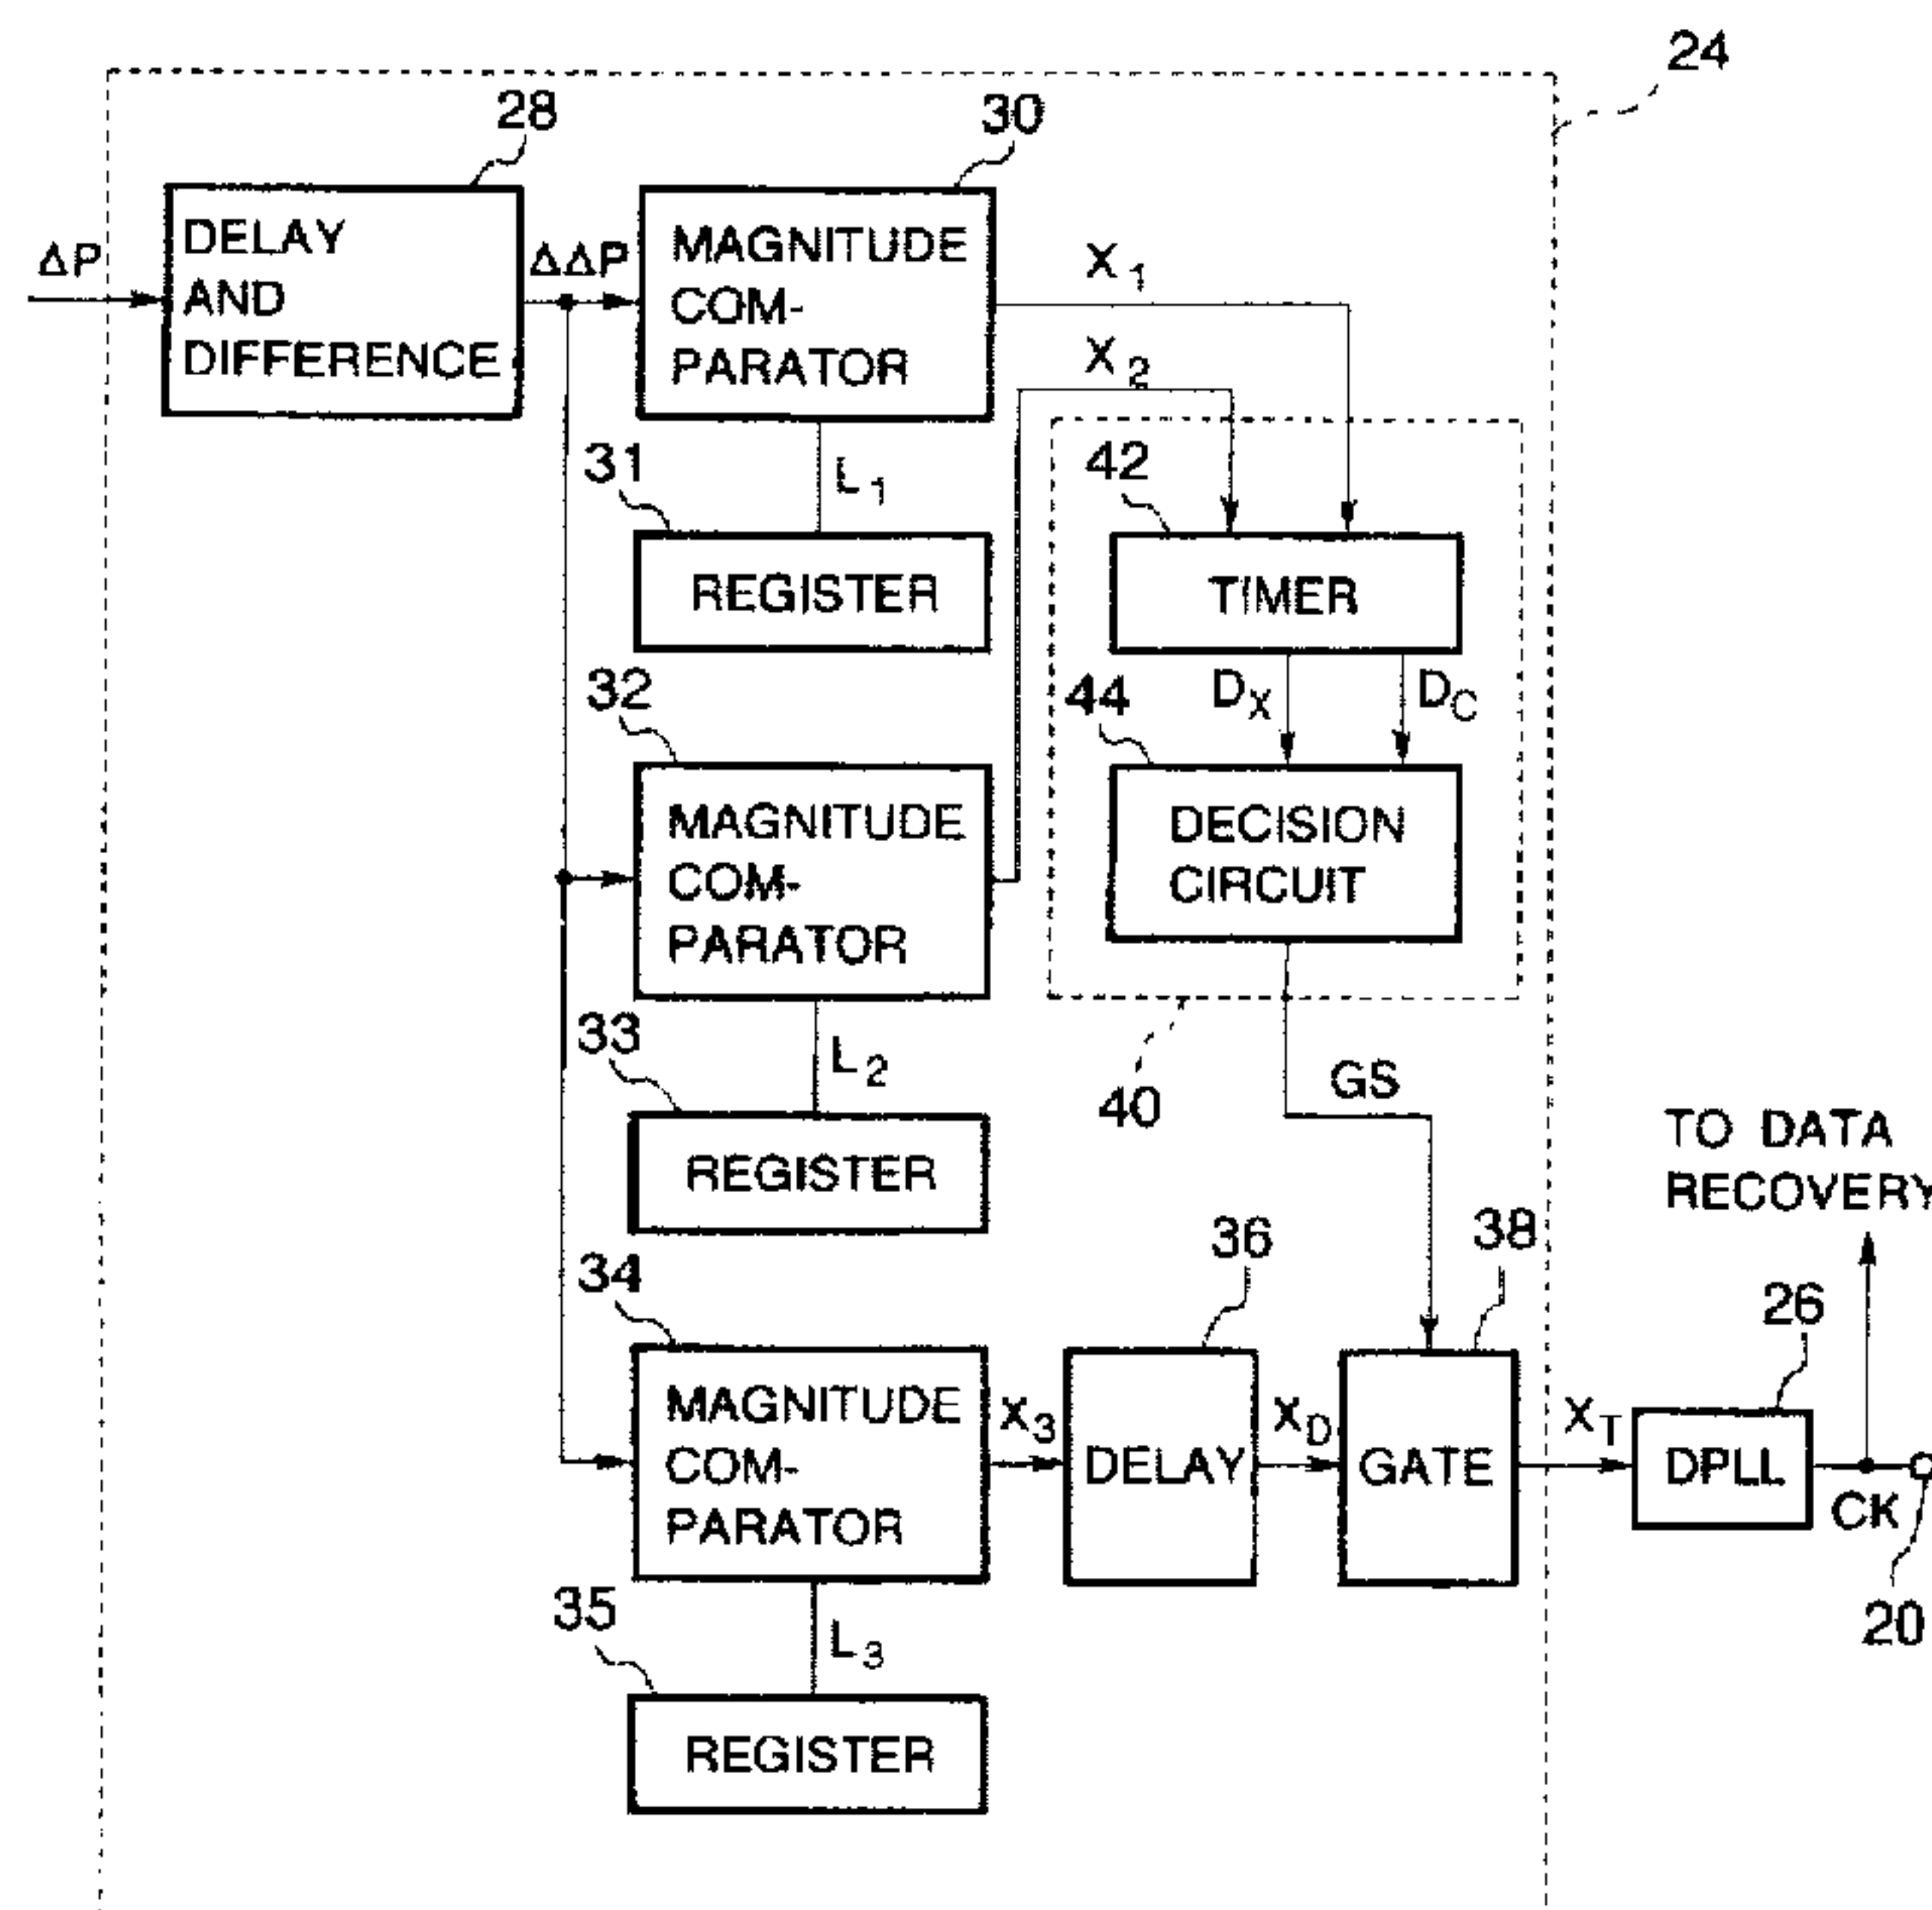 24
28
30
ΔP
DELAY
AND
DIFFERENCE
ΔΔP
MAGNITUDE
COM-
PARATOR
X1
X2
31
L1
REGISTER
42
TIMER
32
MAGNITUDE
COM-
PARATOR
44
DX
DC
DECISION
CIRCUIT
33
L2
REGISTER
40
GS
TO DATA
RECOVERY
34
MAGNITUDE
COM-
PARATOR
X3
36
DELAY
XD
38
GATE
XT
26
DPLL
CK
20
35
L3
REGISTER